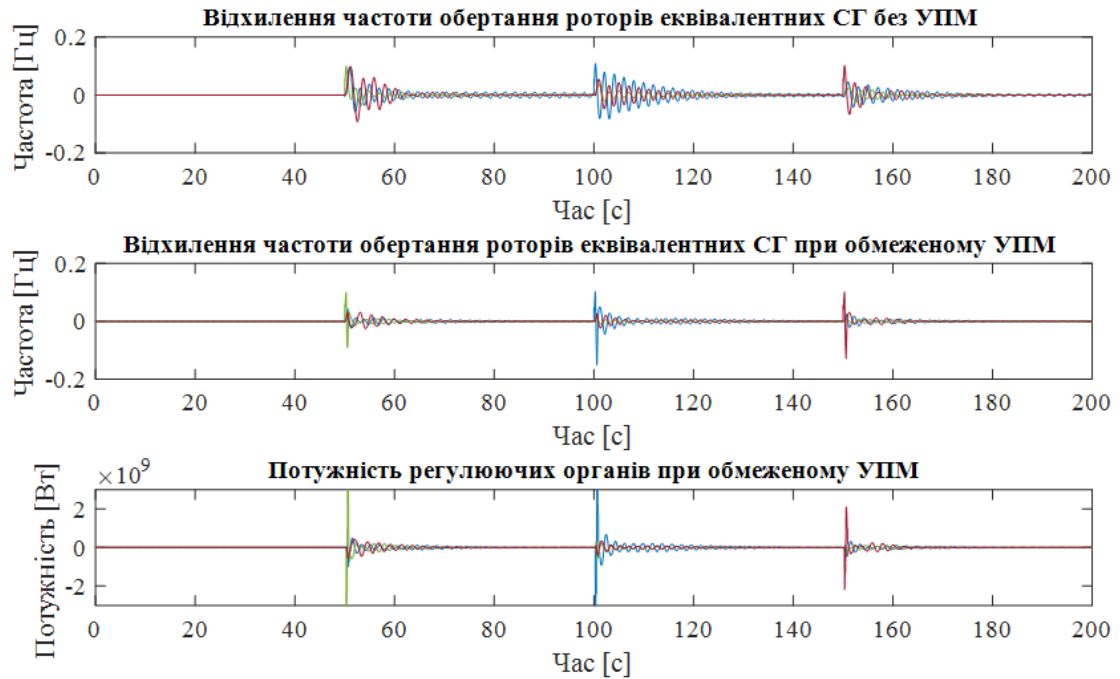 Відхилення частоти обертання роторів еквівалентних СГ без УПМ
Частота [Гц]
0.2
0
-0.2
0 20 40 60 80 100 120 140 160 180 200
Час [с]
Відхилення частоти обертання роторів еквівалентних СГ при обмеженому УПМ
Частота [Гц]
0.2
0
-0.2
0 20 40 60 80 100 120 140 160 180 200
Час [с]
Потужність регулюючих органів при обмеженому УПМ
×10⁹
Потужність [Вт]
2
0
-2
0 20 40 60 80 100 120 140 160 180 200
Час [с]